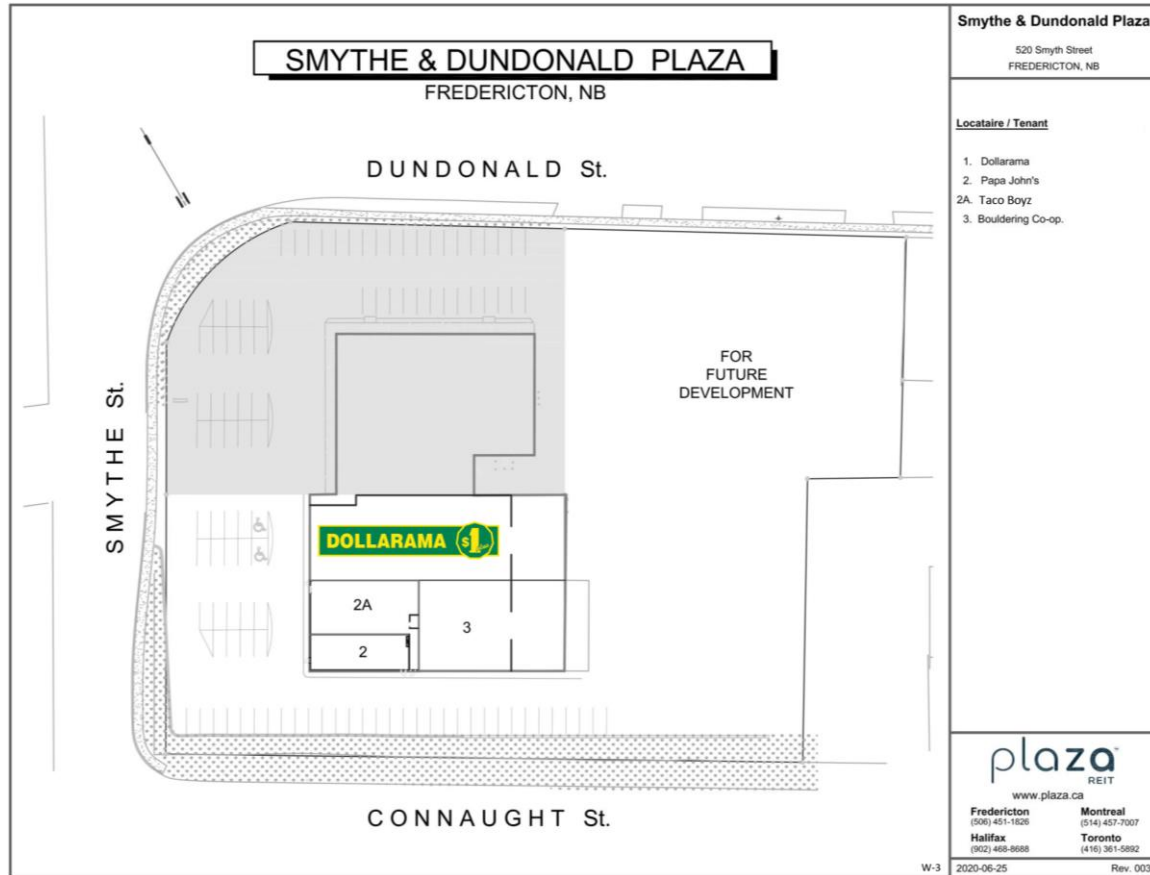 SMYTHE & DUNDONALD PLAZA
FREDERICTON, NB
DUNDONALD St.
SMYTHE St.
FOR
FUTURE
DEVELOPMENT
DOLLARAMA $1
2A
3
2
CONNAUGHT St.
W-3
Smythe & Dundonald Plaza
520 Smyth Street
FREDERICTON, NB
Locataire / Tenant
1. Dollarama
2. Papa John's
2A. Taco Boyz
3. Bouldering Co-op.
plaza
REIT
www.plaza.ca
Fredericton
(506) 451-1826
Montreal
(514) 457-7007
Halifax
(902) 468-8688
Toronto
(416) 361-5892
2020-06-25
Rev. 003